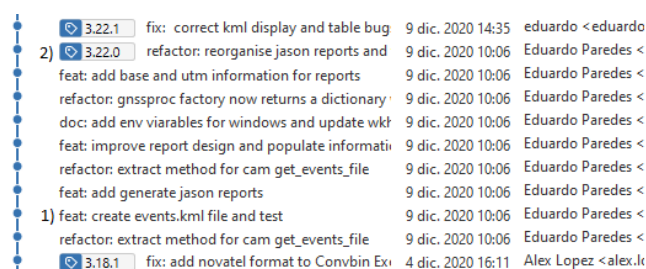 3.22.1 fix: correct kml display and table bug 9 dic. 2020 14:35 eduardo <eduardo
2) 3.22.0 refactor: reorganise jason reports and 9 dic. 2020 10:06 Eduardo Paredes <
feat: add base and utm information for reports 9 dic. 2020 10:06 Eduardo Paredes <
refactor: gnssproc factory now returns a dictionary 9 dic. 2020 10:06 Eduardo Paredes <
doc: add env viarables for windows and update wkh 9 dic. 2020 10:06 Eduardo Paredes <
feat: improve report design and populate informati 9 dic. 2020 10:06 Eduardo Paredes <
refactor: extract method for cam get_events_file 9 dic. 2020 10:06 Eduardo Paredes <
feat: add generate jason reports 9 dic. 2020 10:06 Eduardo Paredes <
1) feat: create events.kml file and test 9 dic. 2020 10:06 Eduardo Paredes <
refactor: extract method for cam get_events_file 9 dic. 2020 10:06 Eduardo Paredes <
3.18.1 fix: add novatel format to Convbin Ex 4 dic. 2020 16:11 Alex Lopez <alex.lo